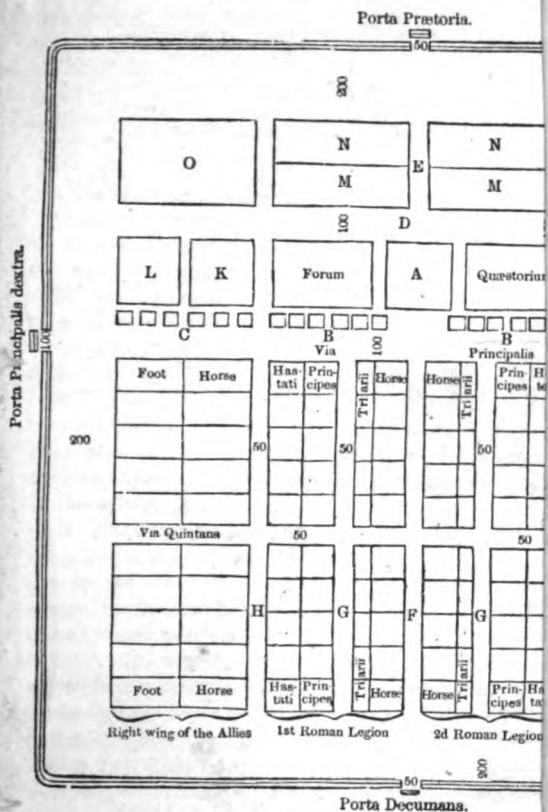 Porta Prætoria.
50
200
O N N
E
M M
100 D
L K Forum A
Porta Principalis dextra.
C B B
100
Via 100 Principalis
Foot Horse Has- Prin- Triarii Horse Horse Triarii Prin-
tati cipes cipes
200
50 50 50
Via Quintana 50 50
H G F G
Foot Horse Has- Prin- Triarii Horse Horse Triarii Prin-
tati cipes cipes
Right wing of the Allies 1st Roman Legion 2d Roman Legion
200
50
Porta Decumana.